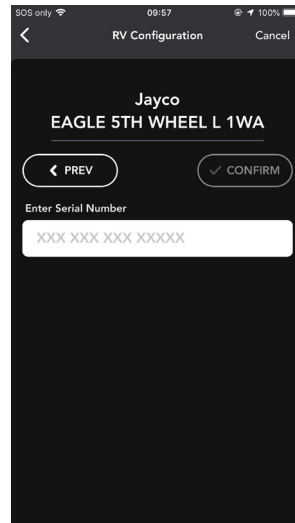 SOS only 09:57 100%
RV Configuration Cancel
Jayco
EAGLE 5TH WHEEL L 1WA
PREV CONFIRM
Enter Serial Number
XXX XXX XXX XXXXX